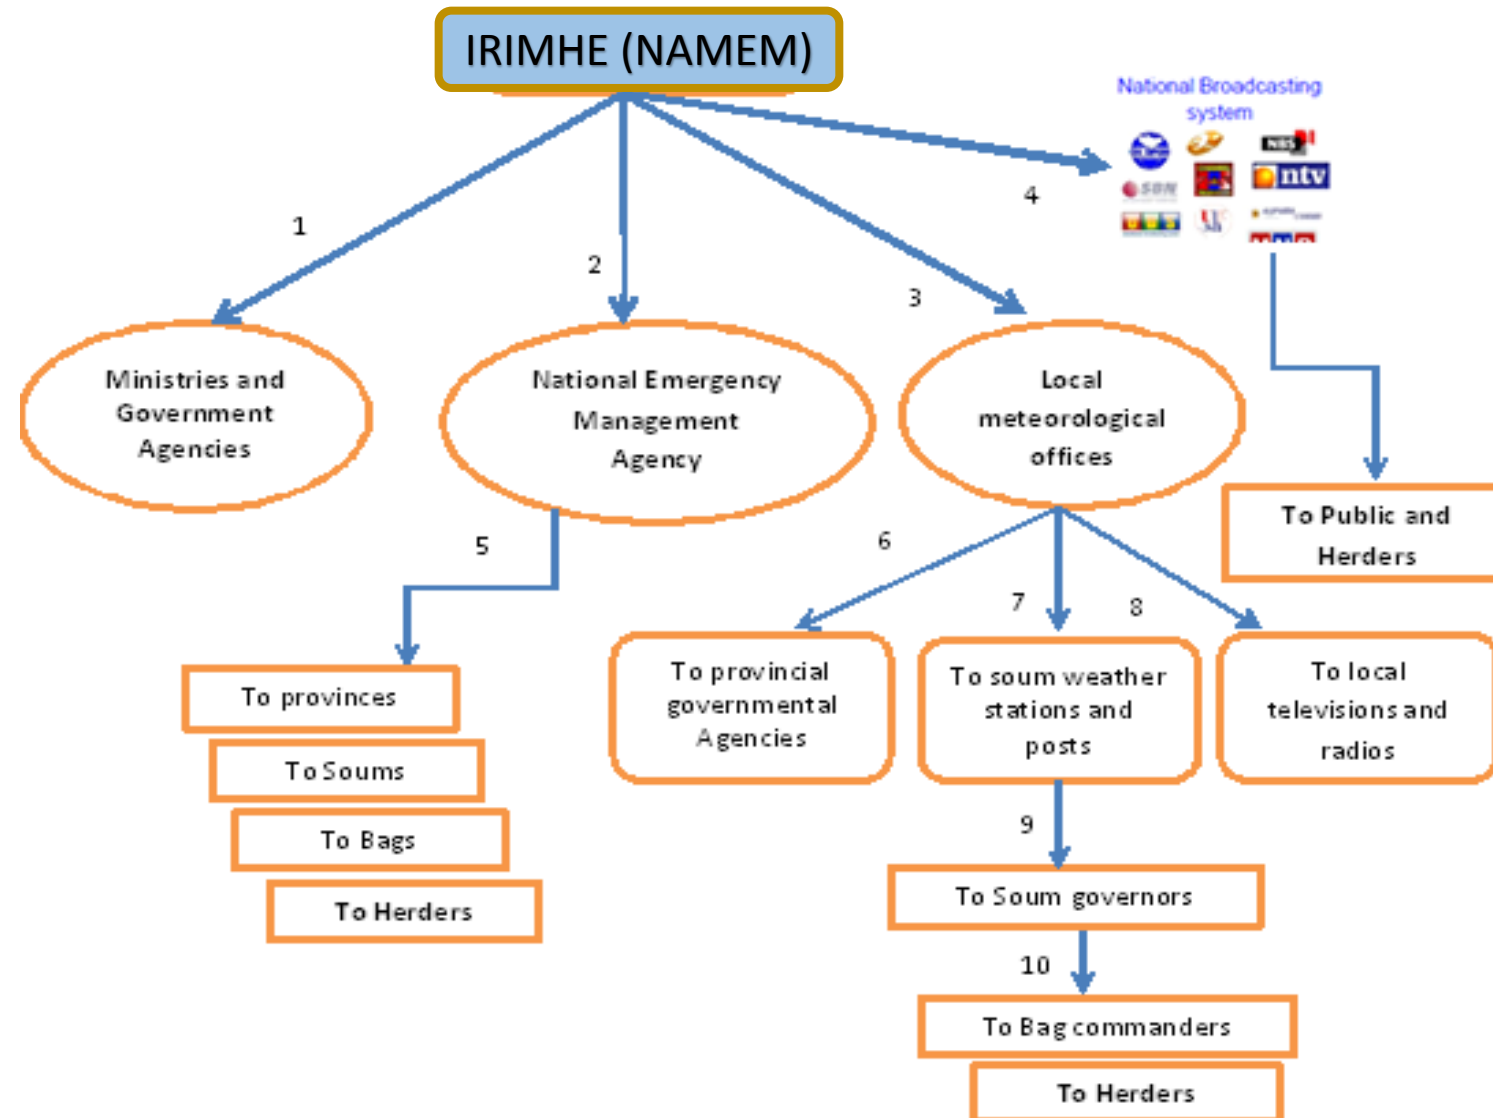 IRIMHE (NAMEM)
National Broadcasting
system
NBS
SBN
ntv
1
2
3
4
Ministries and
Government
Agencies
National Emergency
Management
Agency
Local
meteorological
offices
To Public and
Herders
5
6
7
8
To provinces
To Soums
To Bags
To Herders
To provincial
governmental
Agencies
To soum weather
stations and
posts
To local
televisions and
radios
9
To Soum governors
10
To Bag commanders
To Herders